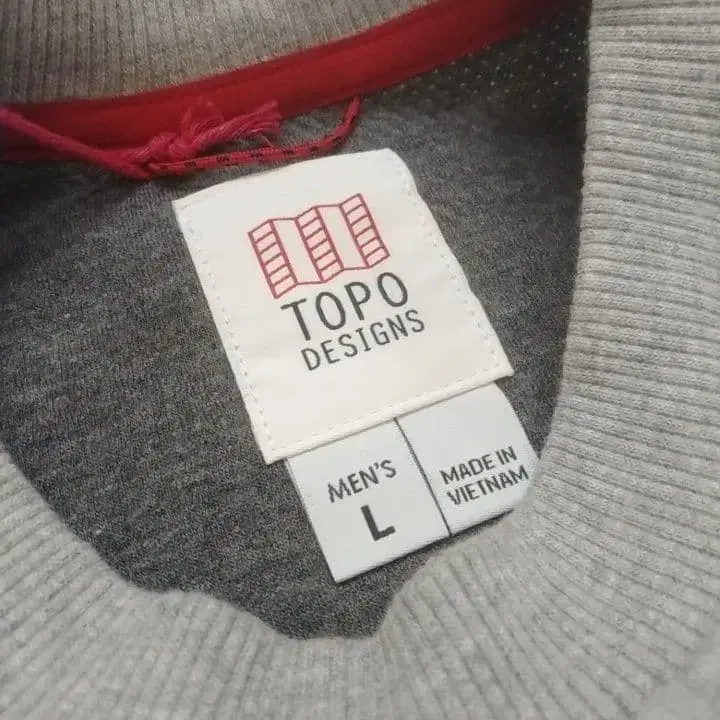 TOPO
DESIGNS
MEN'S
L
MADE IN
VIETNAM